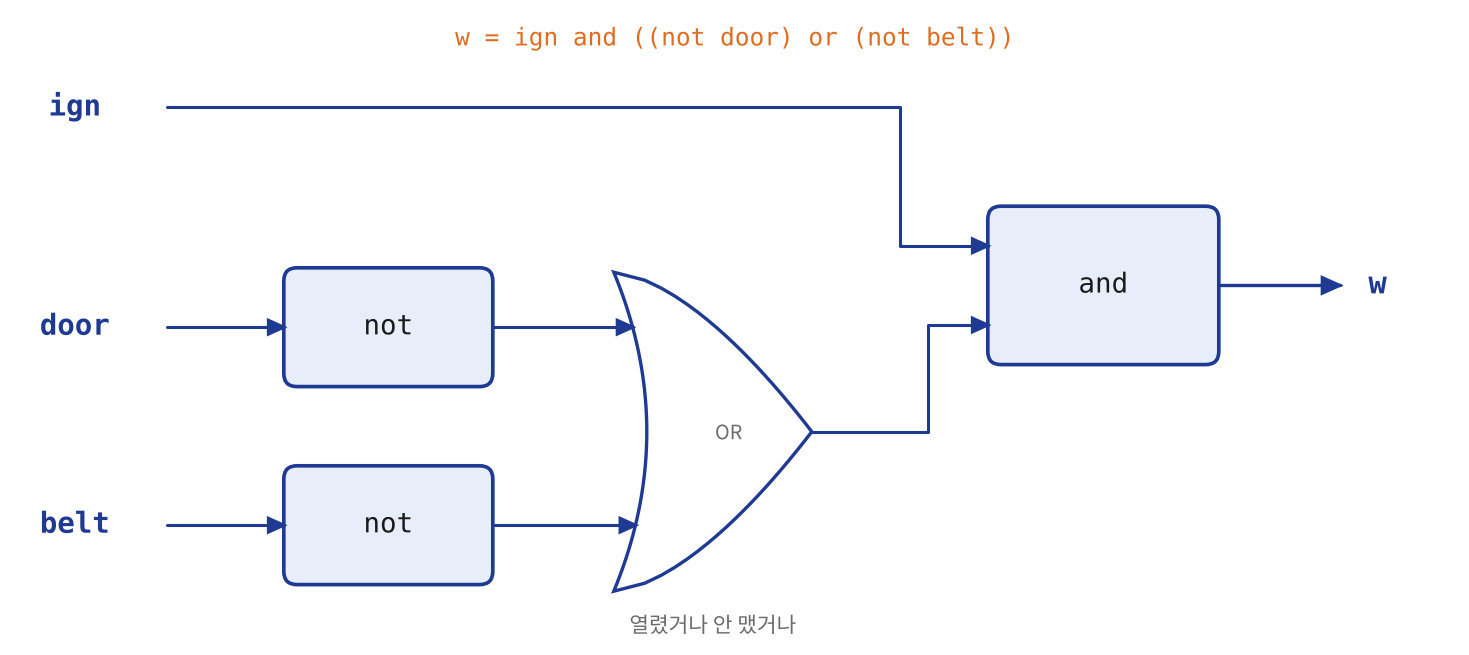 w = ign and ((not door) or (not belt))
ign
and
w
door
not
OR
belt
not
열렸거나 안 맸거나